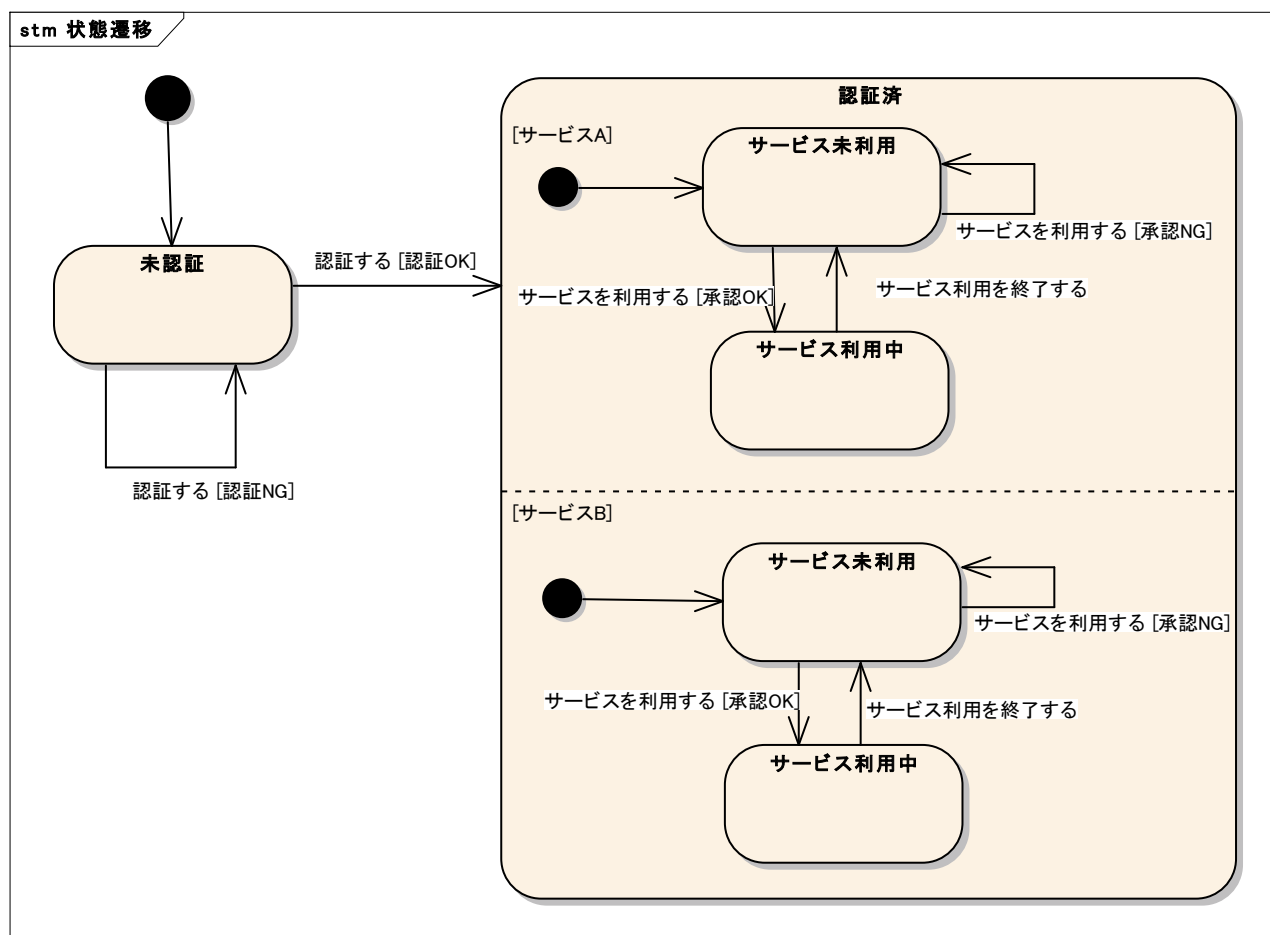 stm 状態遷移
認証済
[サービスA]
サービス未利用
サービスを利用する [承認NG]
未認証
認証する [認証OK]
サービスを利用する [承認OK]
サービス利用を終了する
サービス利用中
認証する [認証NG]
[サービスB]
サービス未利用
サービスを利用する [承認NG]
サービスを利用する [承認OK]
サービス利用を終了する
サービス利用中